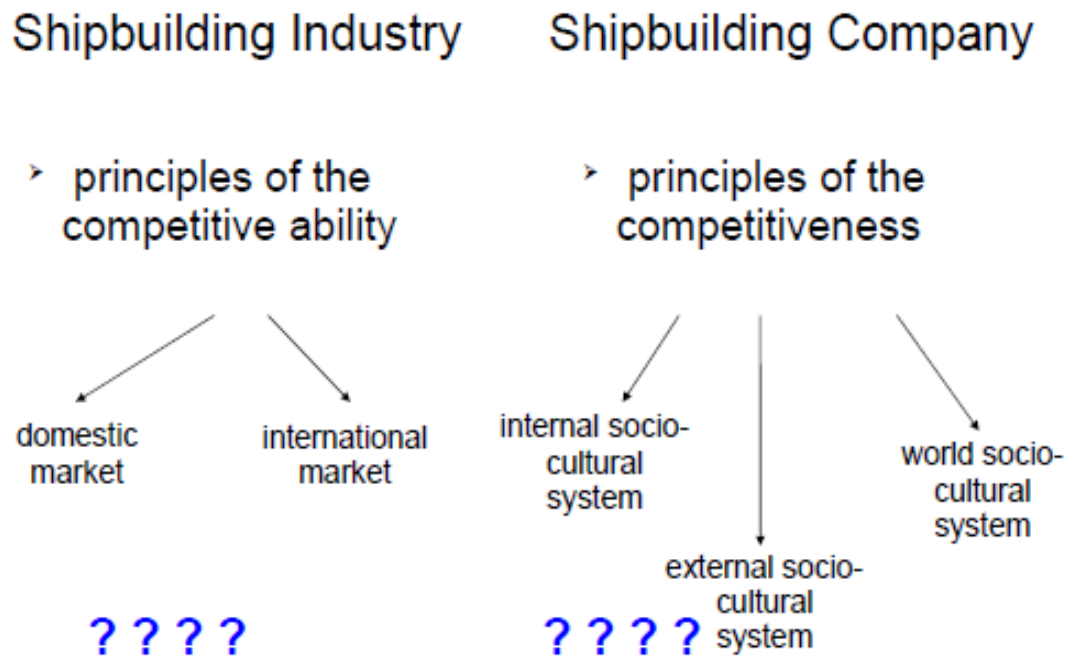 Shipbuilding Industry
➢ principles of the
competitive ability
domestic
market
international
market
? ? ? ?
Shipbuilding Company
➢ principles of the
competitiveness
internal socio-
cultural
system
external socio-
cultural
system
world socio-
cultural
system
? ? ? ?